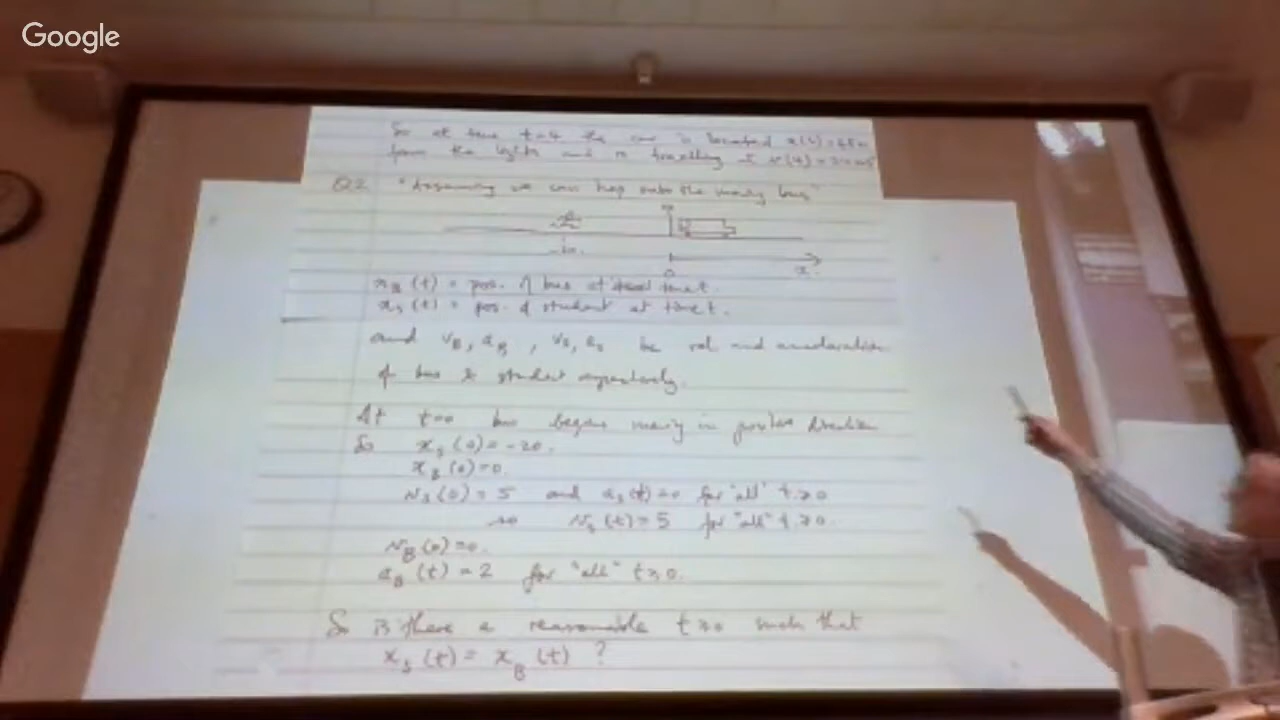 Google
So at time t=4 the car is located x(4)=
from the lights and is travelling at v(4)=
Q2 "Assuming we can hop onto the moving bus"
0 x
x_B(t) = pos. of bus at time t.
x_s(t) = pos. of student at time t.
and v_B, a_B, v_s, a_s be vel and acceleration
of bus & student respectively.
At t=0 bus begins moving in positive direction
So x_s(0)=-20.
x_B(0)=0.
v_s(0)=5 and a_s(t)=0 for "all" t≥0
so v_s(t)=5 for "all" t≥0.
v_B(0)=0.
a_B(t)=2 for "all" t≥0.
So is there a reasonable t≥0 such that
x_s(t)=x_B(t)?